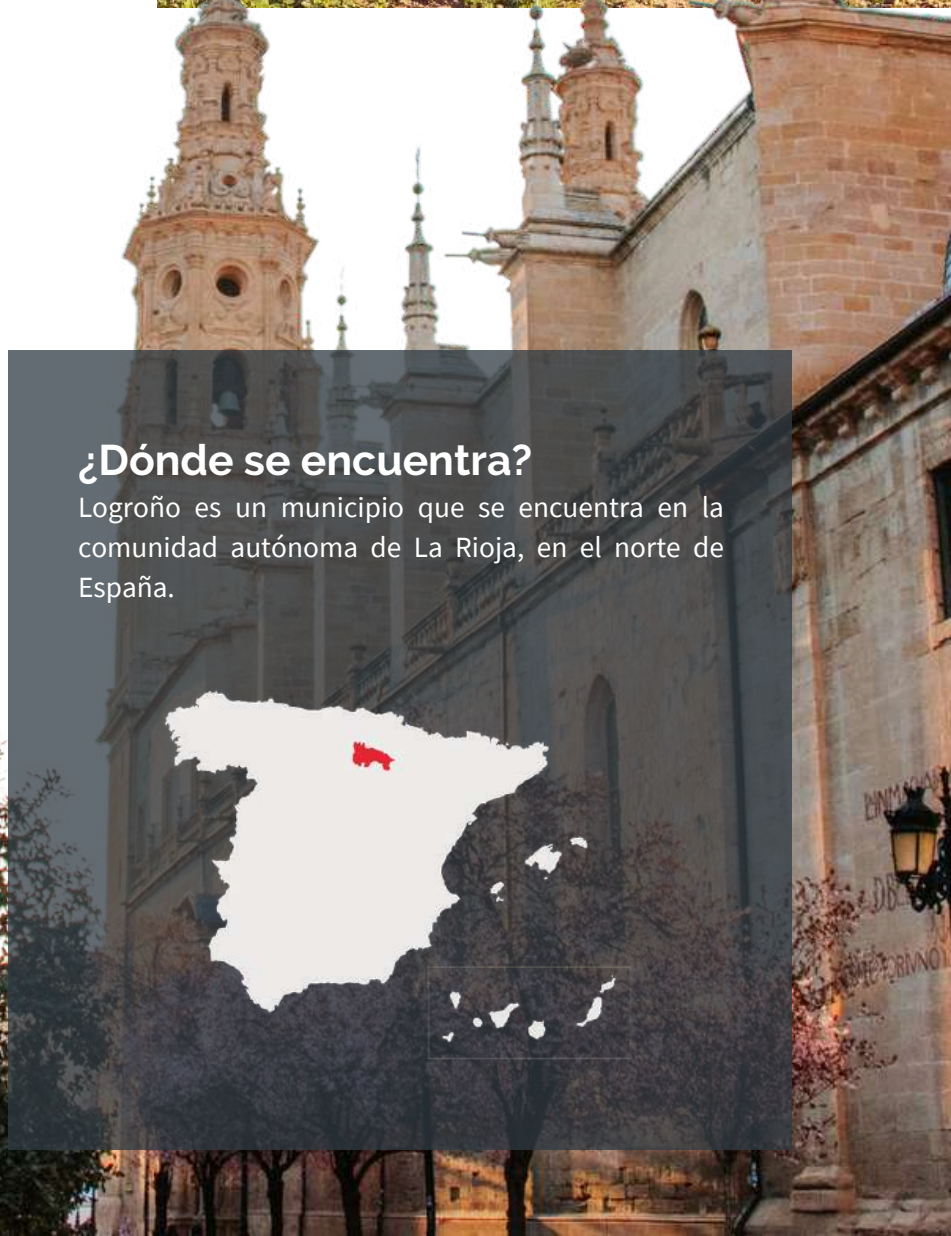 ¿Dónde se encuentra?
Logroño es un municipio que se encuentra en la
comunidad autónoma de La Rioja, en el norte de
España.